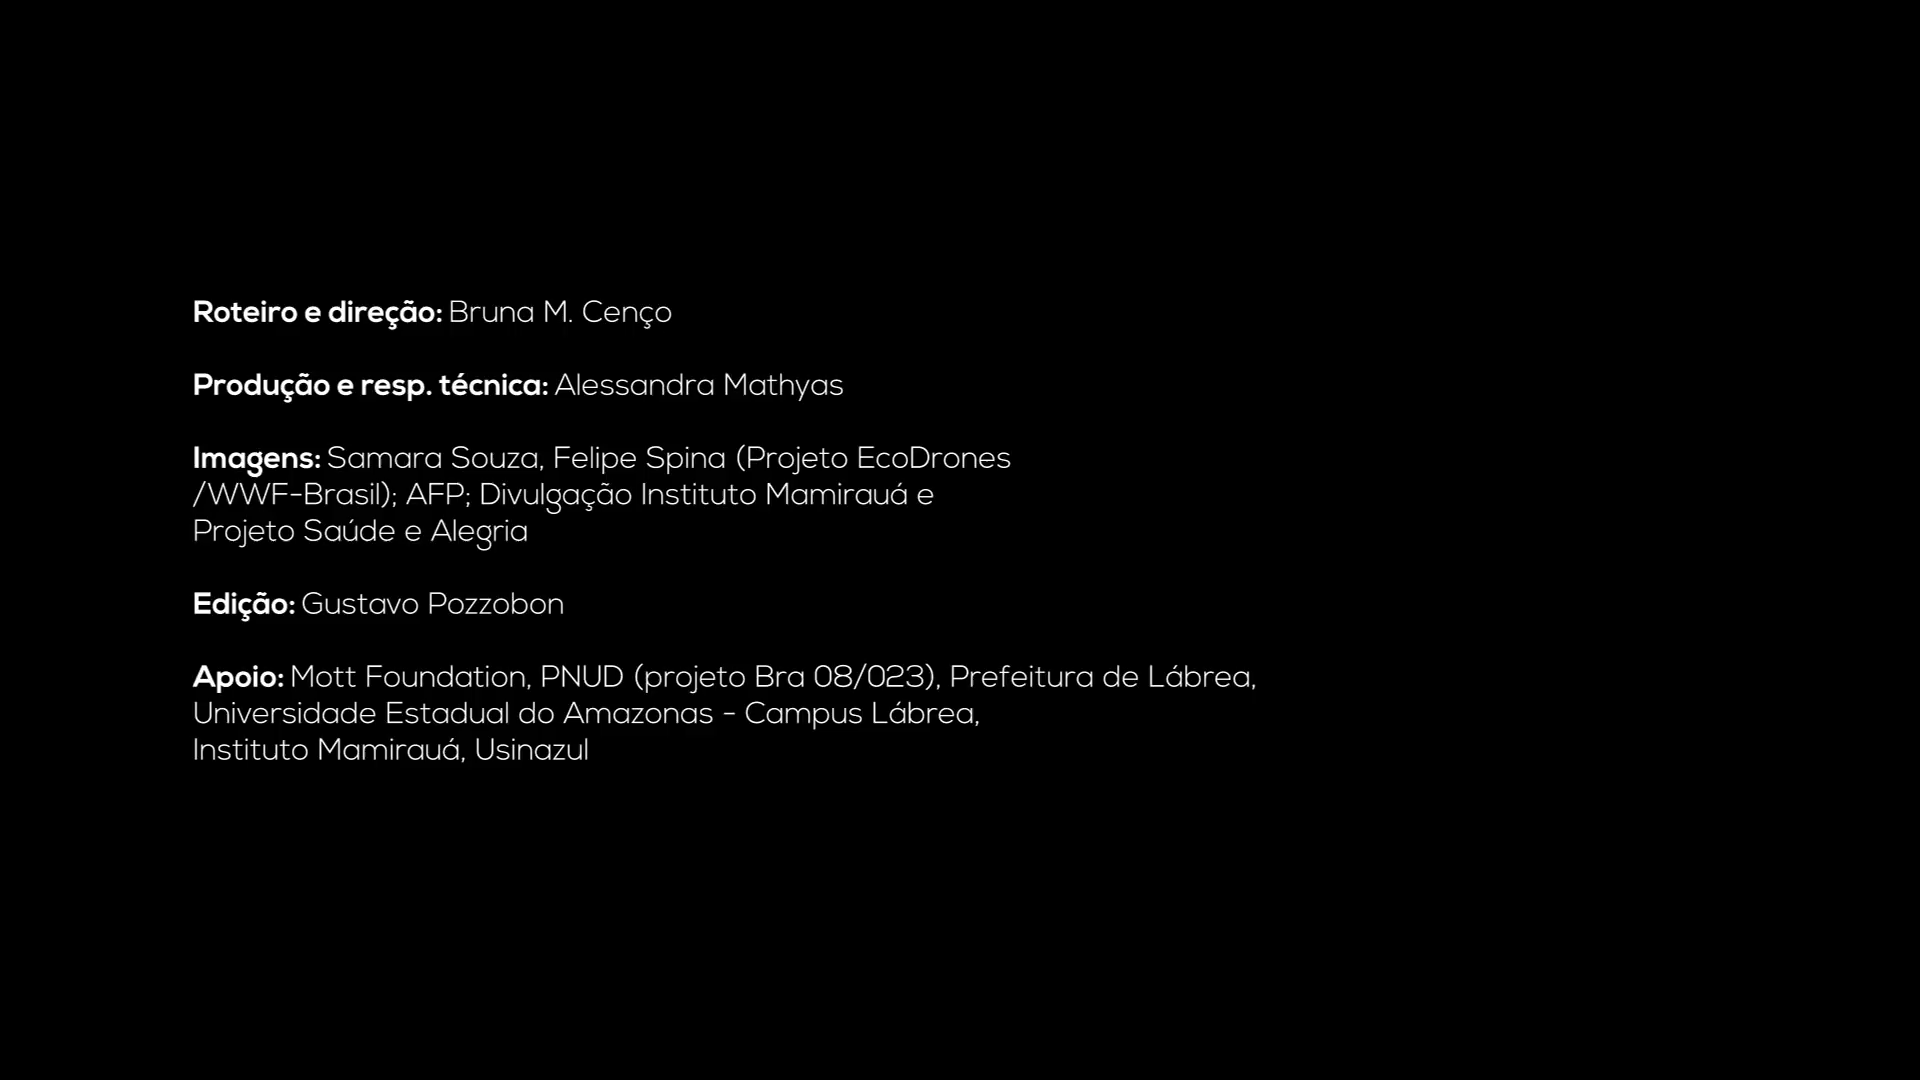 Roteiro e direção: Bruna M. Cenço
Produção e resp. técnica: Alessandra Mathyas
Imagens: Samara Souza, Felipe Spina (Projeto EcoDrones
/WWF-Brasil); AFP; Divulgação Instituto Mamirauá e
Projeto Saúde e Alegria
Edição: Gustavo Pozzobon
Apoio: Mott Foundation, PNUD (projeto Bra 08/023), Prefeitura de Lábrea,
Universidade Estadual do Amazonas - Campus Lábrea,
Instituto Mamirauá, Usinazul